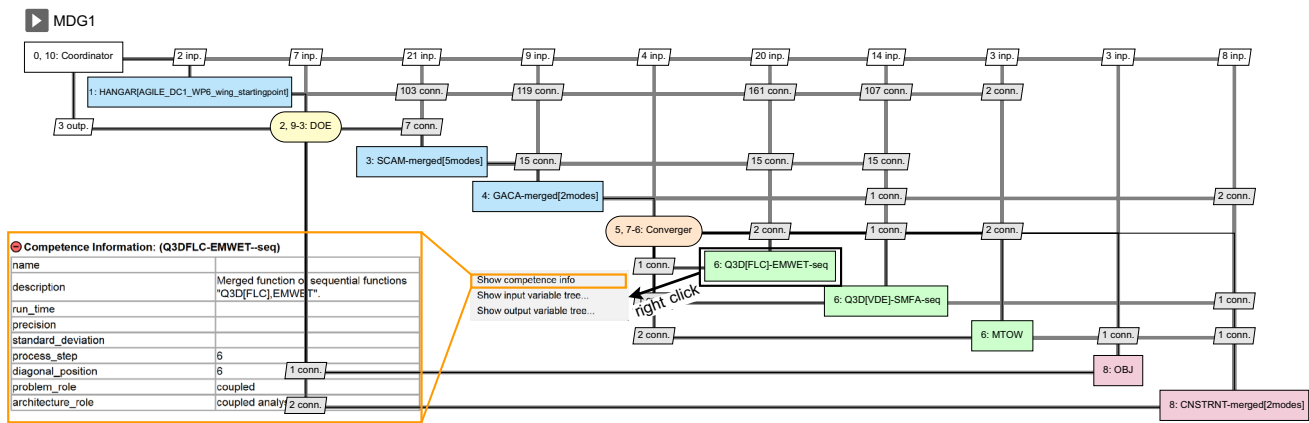 MDG1
0, 10: Coordinator
2 inp.
7 inp.
21 inp.
9 inp.
4 inp.
20 inp.
14 inp.
3 inp.
3 inp.
8 inp.
1: HANGAR[AGILE_DC1_WP6_wing_startingpoint]
103 conn.
119 conn.
161 conn.
107 conn.
2 conn.
3 outp.
2, 9-3: DOE
7 conn.
3: SCAM-merged[5modes]
15 conn.
15 conn.
15 conn.
4: GACA-merged[2modes]
1 conn.
2 conn.
5, 7-6: Converger
2 conn.
1 conn.
2 conn.
Competence Information: (Q3DFLC-EMWET--seq)
1 conn.
6: Q3D[FLC]-EMWET-seq
name
description Merged function of sequential functions
"Q3D[FLC],EMWET".
run_time
precision
standard_deviation
process_step 6
diagonal_position 6
problem_role coupled
architecture_role coupled analys
Show competence info
Show input variable tree...
Show output variable tree...
right click
6: Q3D[VDE]-SMFA-seq
1 conn.
2 conn.
6: MTOW
1 conn.
1 conn.
1 conn.
8: OBJ
2 conn.
8: CNSTRNT-merged[2modes]